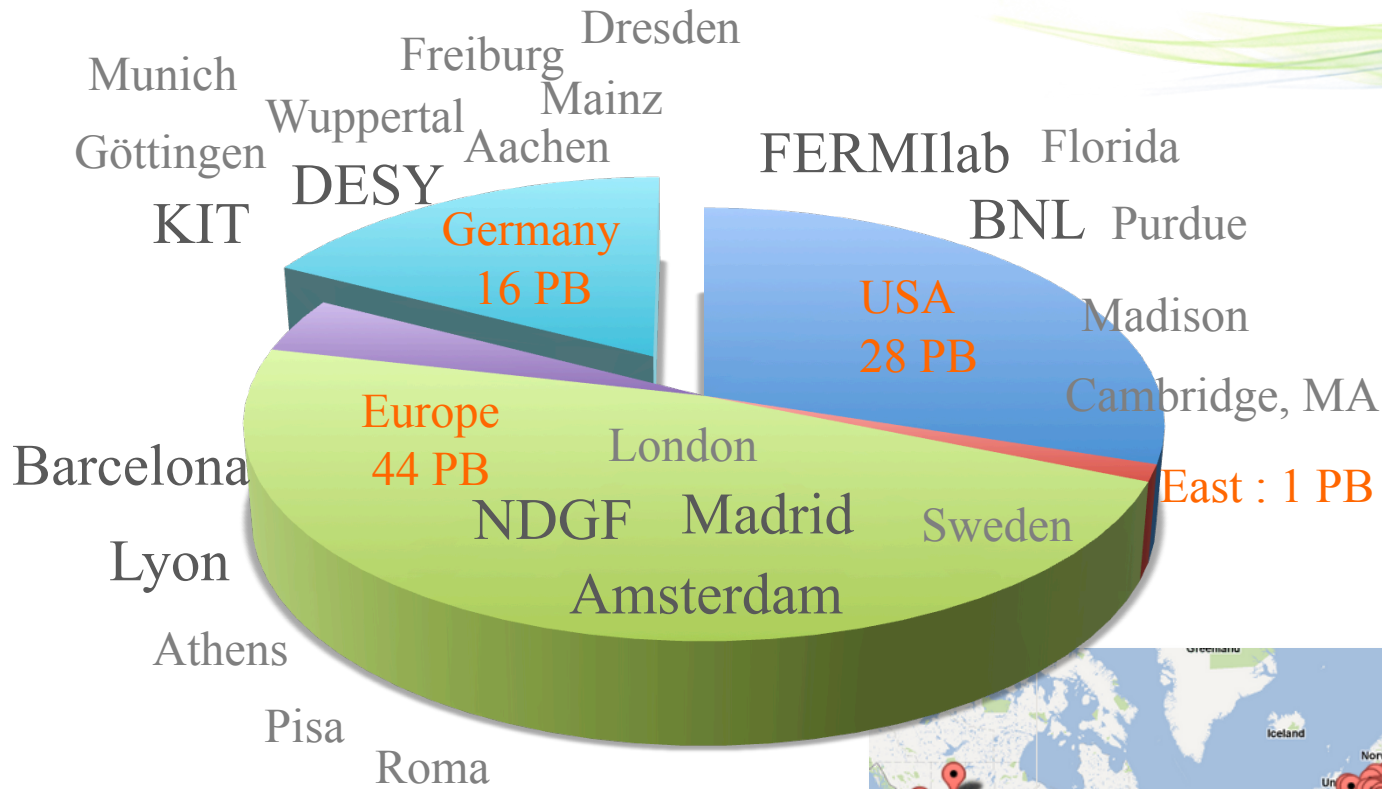 Dresden
Freiburg
Munich
Mainz
Wuppertal
Aachen
Göttingen
FERMIlab
Florida
DESY
KIT
BNL
Purdue
Germany
16 PB
USA
28 PB
Madison
Cambridge, MA
Europe
44 PB
London
Barcelona
East : 1 PB
NDGF
Madrid
Sweden
Lyon
Amsterdam
Athens
Greenland
Pisa
Iceland
Roma